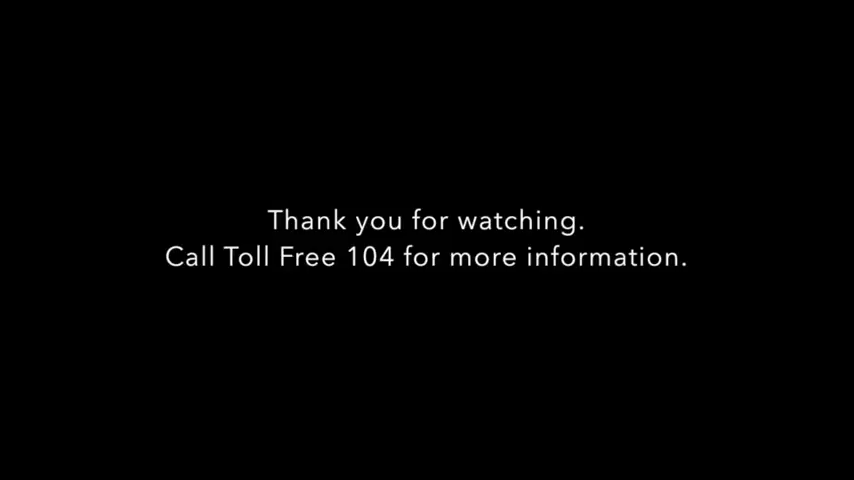 Thank you for watching.
Call Toll Free 104 for more information.